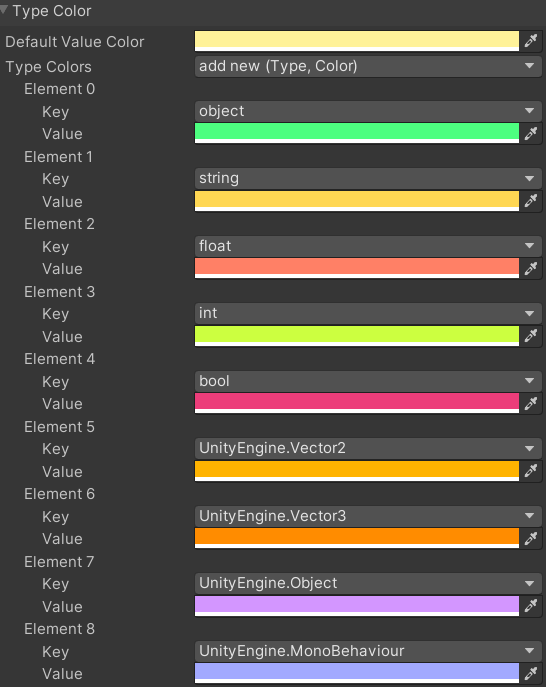 Type Color
Default Value Color
Type Colors add new (Type, Color)
Element 0
Key object
Value
Element 1
Key string
Value
Element 2
Key float
Value
Element 3
Key int
Value
Element 4
Key bool
Value
Element 5
Key UnityEngine.Vector2
Value
Element 6
Key UnityEngine.Vector3
Value
Element 7
Key UnityEngine.Object
Value
Element 8
Key UnityEngine.MonoBehaviour
Value